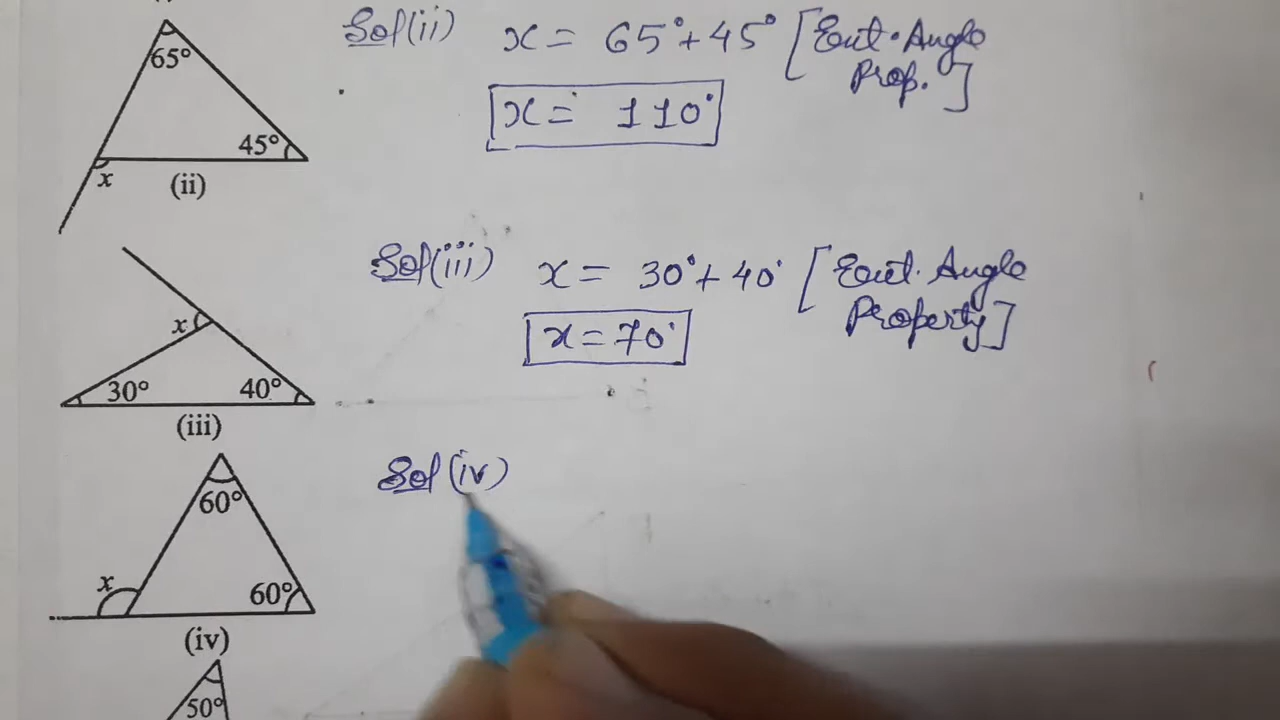 65°
45°
x
(ii)
Sol(ii) x = 65° + 45° [Ext. Angle
Prop.]
x = 110°
x
30°
40°
(iii)
Sol(iii) x = 30° + 40° [Ext. Angle
Property]
x = 70°
60°
x
60°
(iv)
Sol(iv)
50°